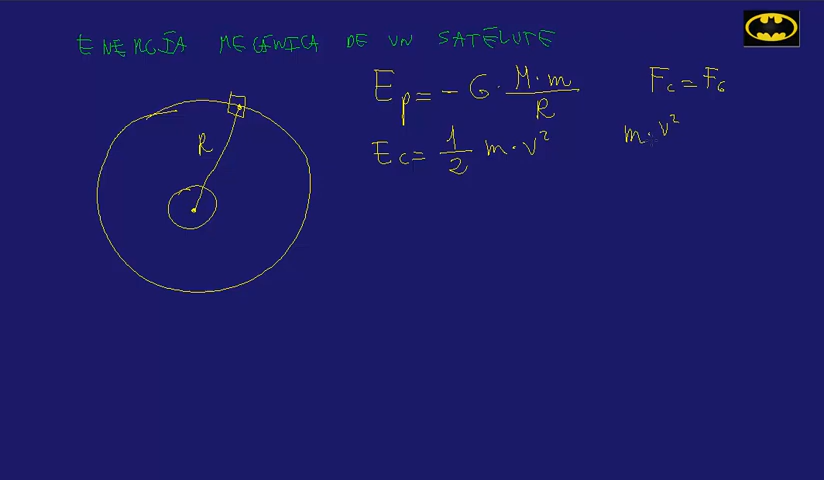 ENERGÍA MECÁNICA DE UN SATÉLITE
Ep = - G · M·m / R
Fc = FG
Ec = 1/2 m · v²
m · v²
R